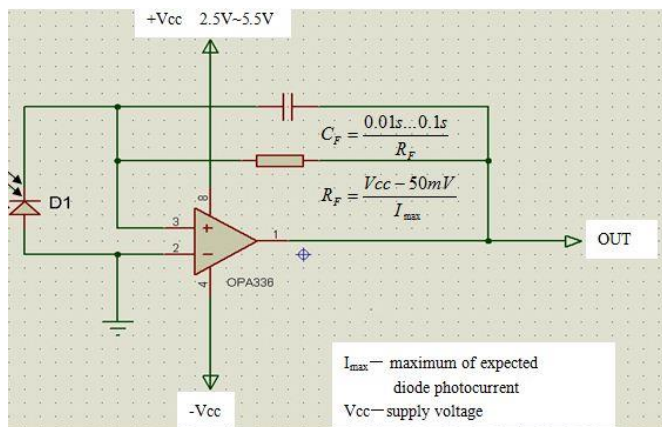 +Vcc 2.5V~5.5V
C_F = 0.01s...0.1s / R_F
D1
R_F = Vcc − 50mV / I_max
8
3
+
1
2
−
OUT
4
OPA336
I_max— maximum of expected
diode photocurrent
-Vcc
Vcc—supply voltage